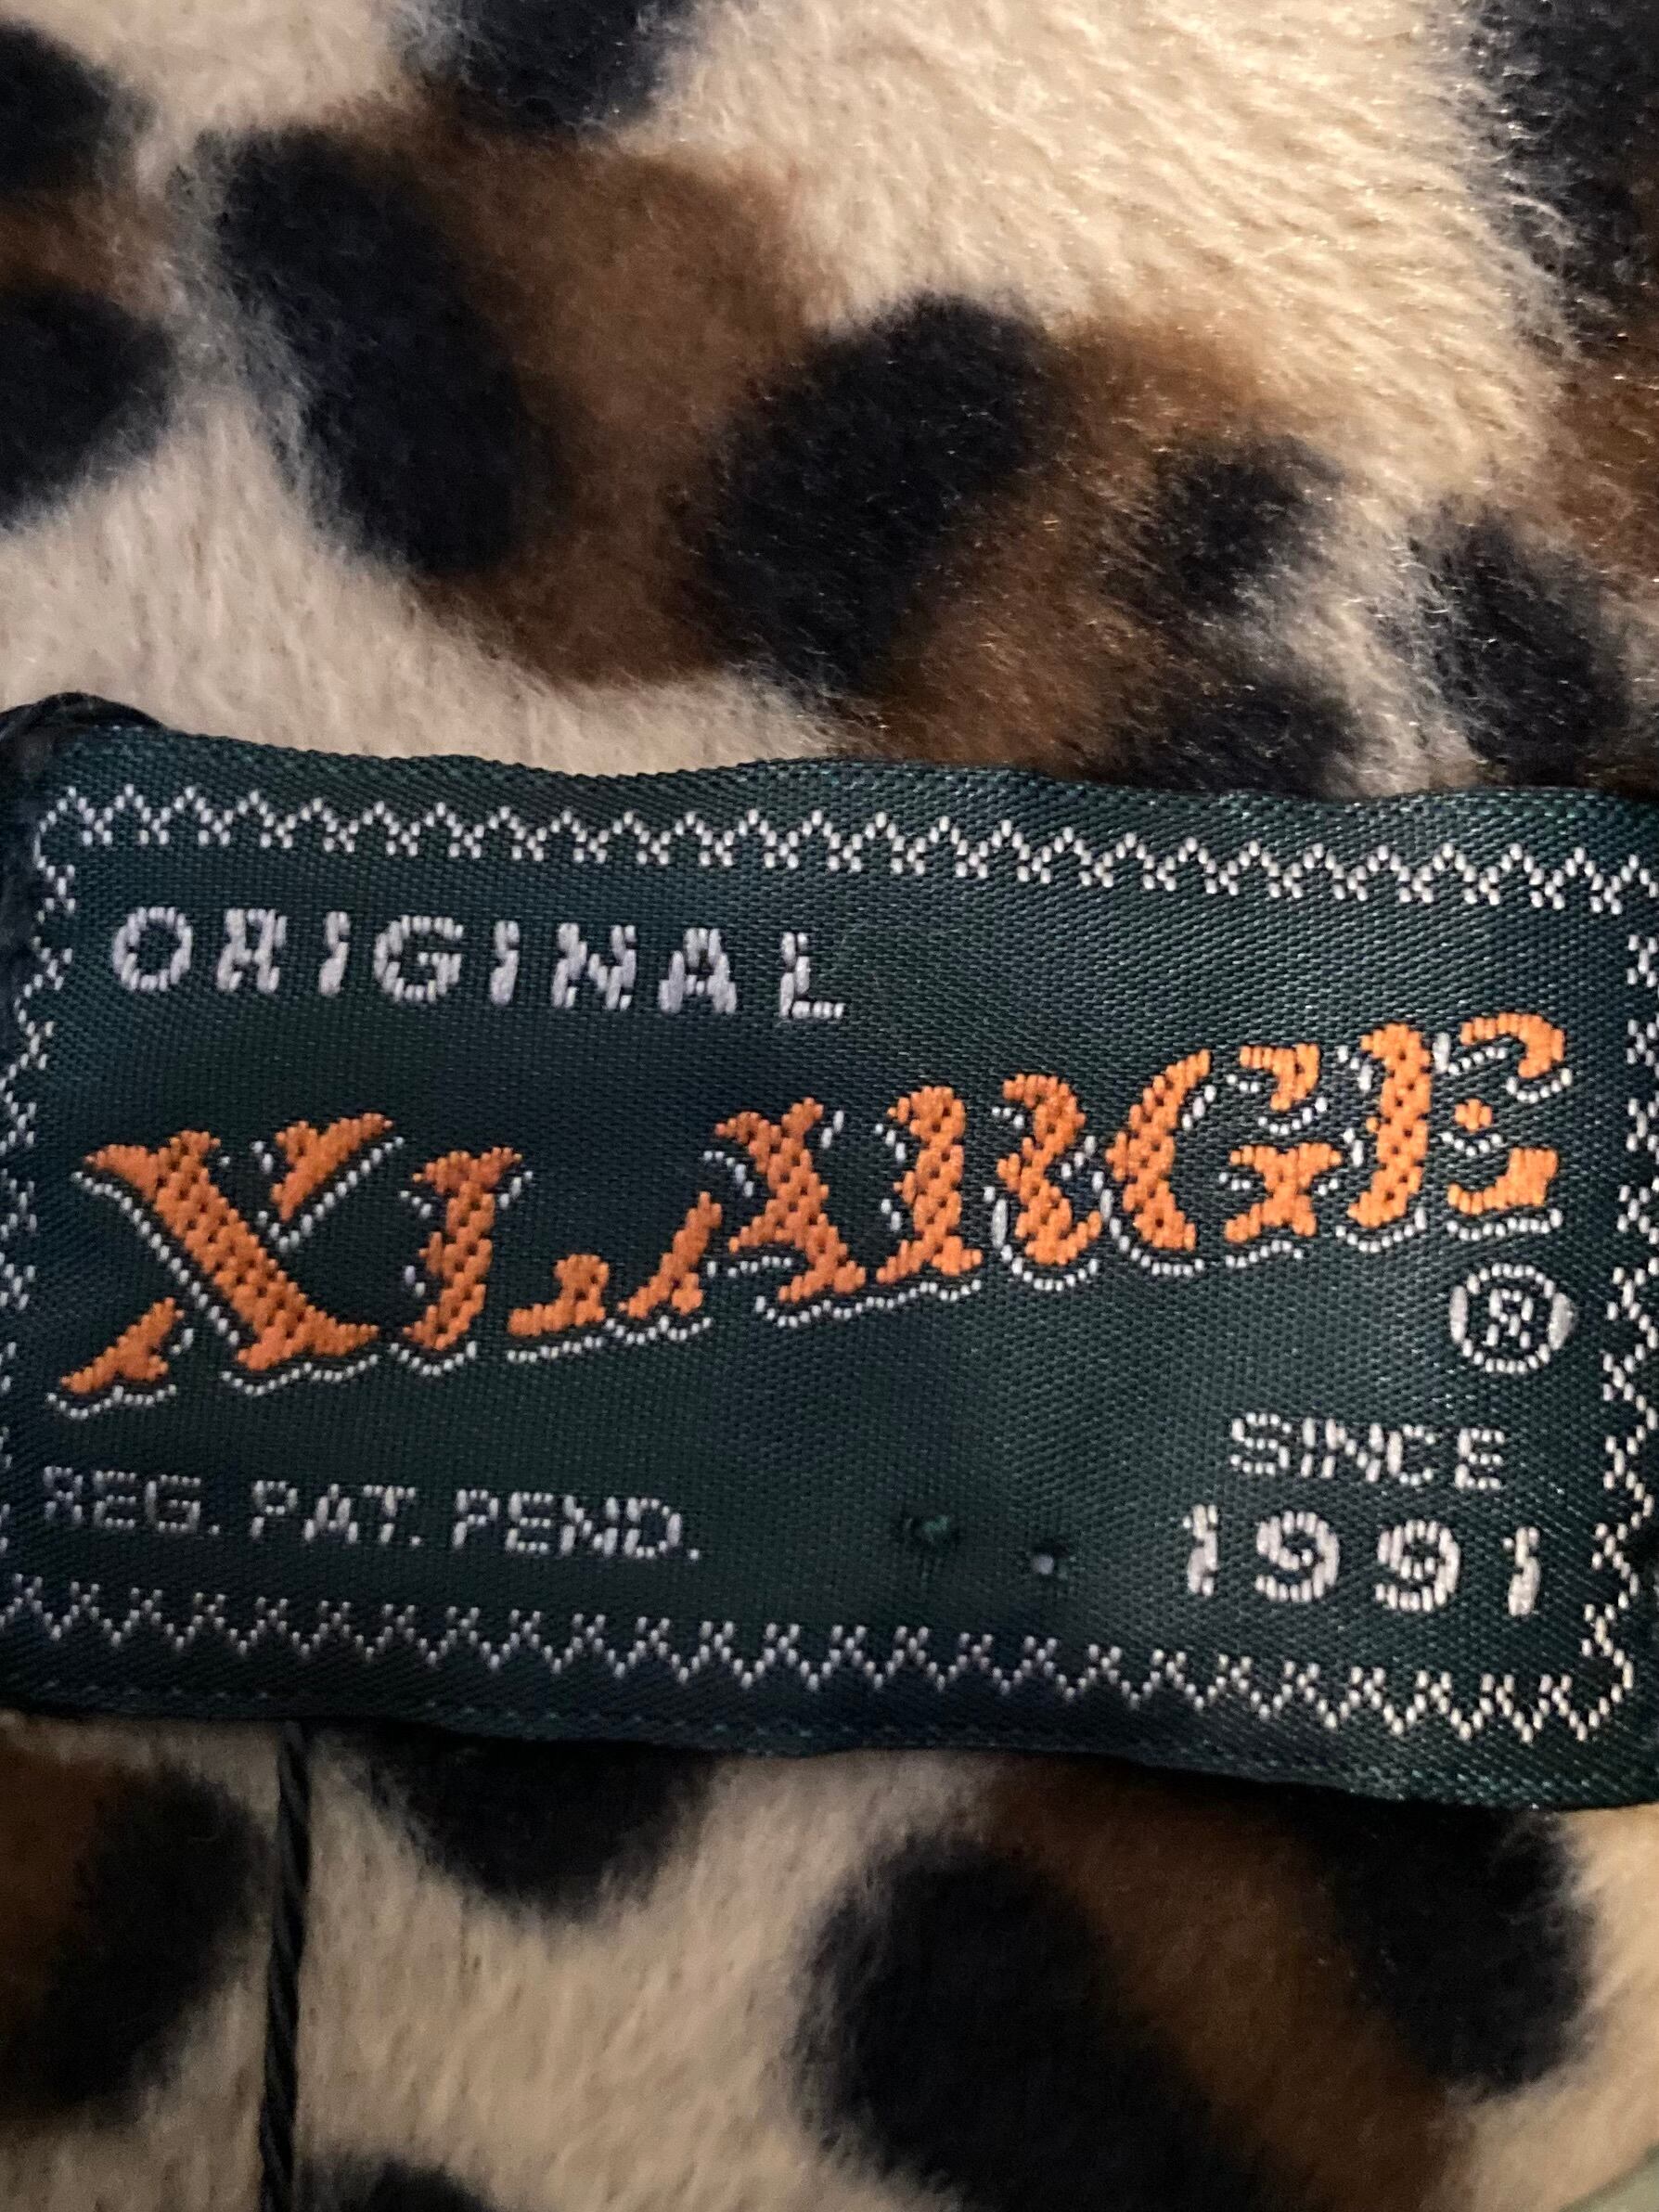 ORIGINAL
XLARGE
®
SINCE
REG. PAT. PEND.
1991